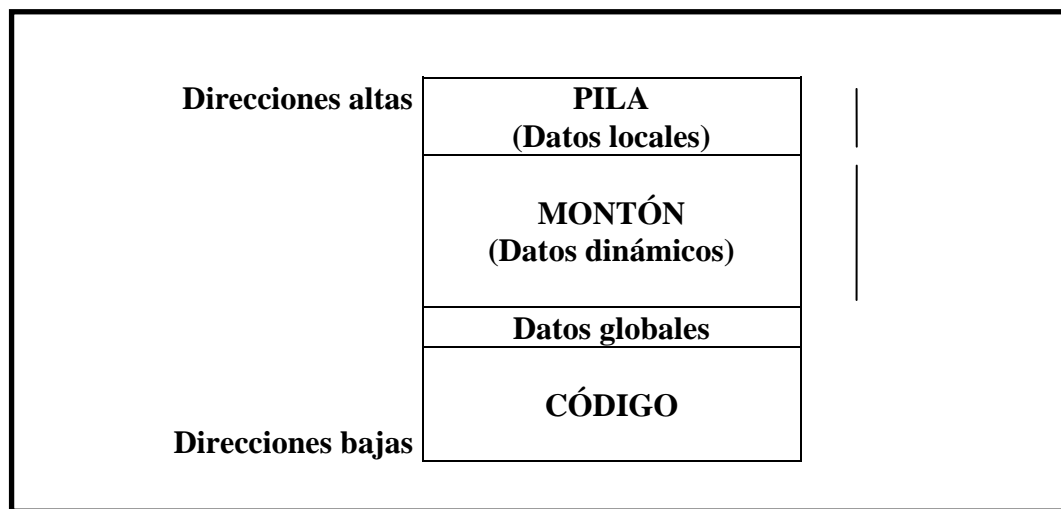 Direcciones altas
PILA
(Datos locales)
MONTÓN
(Datos dinámicos)
Datos globales
CÓDIGO
Direcciones bajas